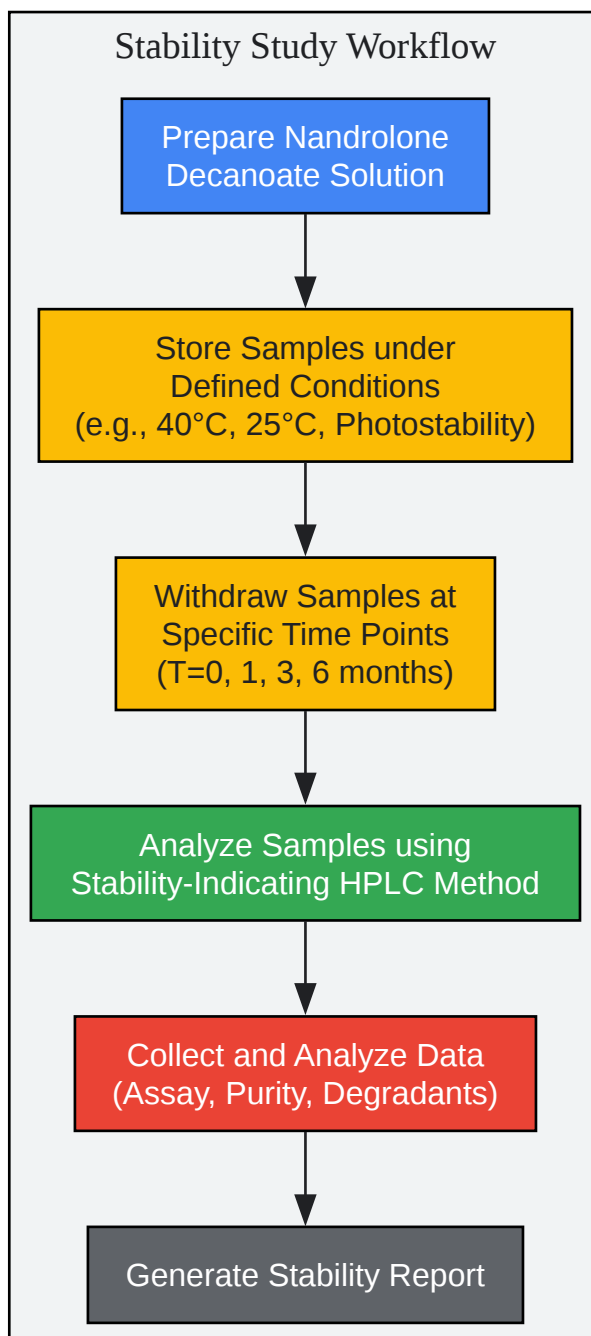 Stability Study Workflow
Prepare Nandrolone
Decanoate Solution
Store Samples under
Defined Conditions
(e.g., 40°C, 25°C, Photostability)
Withdraw Samples at
Specific Time Points
(T=0, 1, 3, 6 months)
Analyze Samples using
Stability-Indicating HPLC Method
Collect and Analyze Data
(Assay, Purity, Degradants)
Generate Stability Report